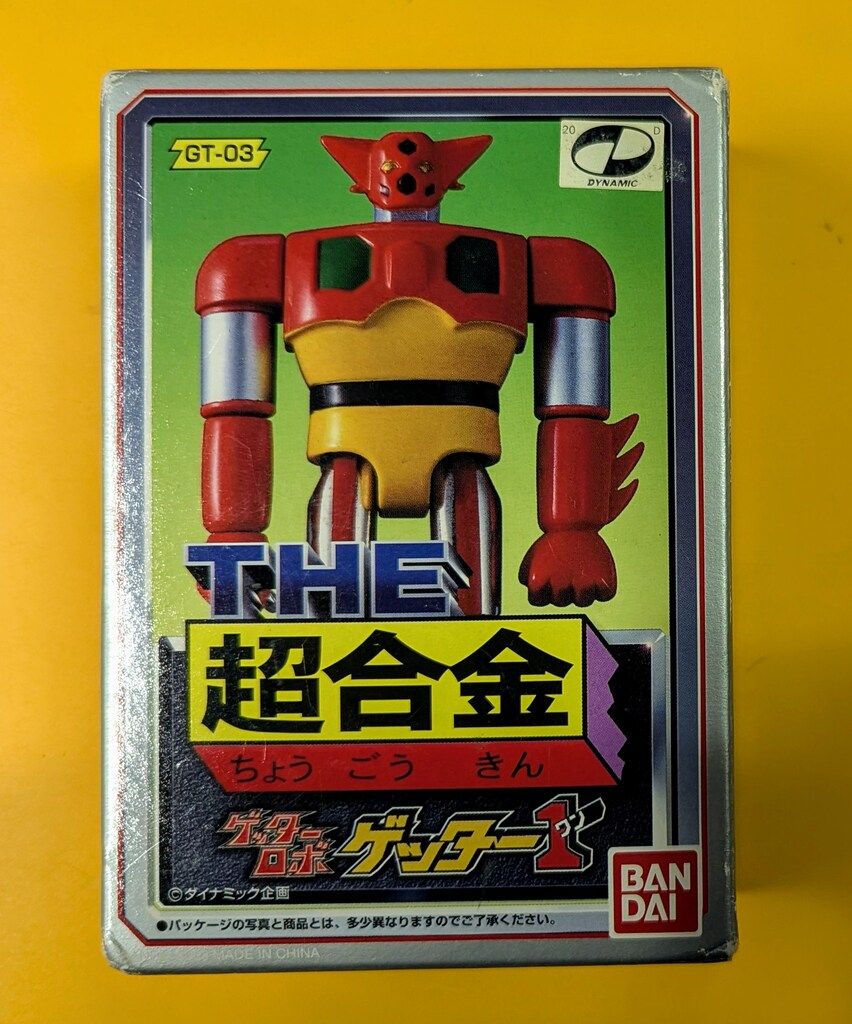 GT-03
20 D
DYNAMIC
THE
超合金
ちょう ごう きん
ゲッター
ロボ
ゲッター1
ワン
©ダイナミック企画
BAN
DAI
●パッケージの写真と商品とは、多少異なりますのでご了承ください。
MADE IN CHINA